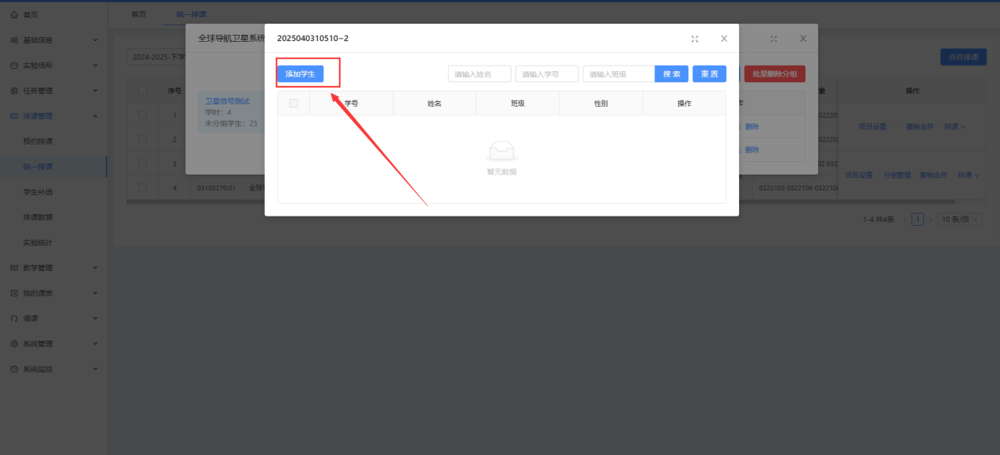 首页
基础信息
实验场所
任务管理
排课管理
预约排课
统一排课
学生补选
排课数据
实验统计
教学管理
我的课表
调课
系统管理
系统监控
首页 统一排课
2024-2025-下学
合并排课
序号
操作
1
2
3
4 03103270.01 全球
0322105 0322106 0322104
项目设置 撤销合并 排课
项目设置 分组管理 撤销合并 排课
1-4 共4条 < 1 > 10 条/页
全球导航卫星系统
X
批量删除分组
卫星信号测试
学时：4
未分组学生：23
删除
删除
2025040310510~2
X
添加学生 请输入姓名 请输入学号 请输入班级 搜 索 重 置
学号 姓名 班级 性别 操作
暂无数据